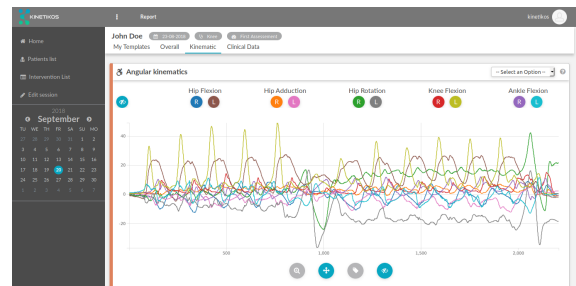 KINETIKOS
Report
kinetikos
Home
Patients list
Intervention List
Edit session
2016
September
TU WE TH FR SA SU MO
27 28 29 30 31 1 2
3 4 5 6 7 8 9
10 11 12 13 14 15 16
17 18 19 20 21 22 23
24 25 26 27 28 29 30
1 2 3 4 5 6 7
John Doe
22-08-2016
First Assessment
My Templates Overall Kinematic Clinical Data
Angular kinematics
-- Select an Option --
Hip Flexion Hip Adduction Hip Rotation Knee Flexion Ankle Flexion
R L R L R L R L R L
40
20
0
-20
500 1,000 1,500 2,000